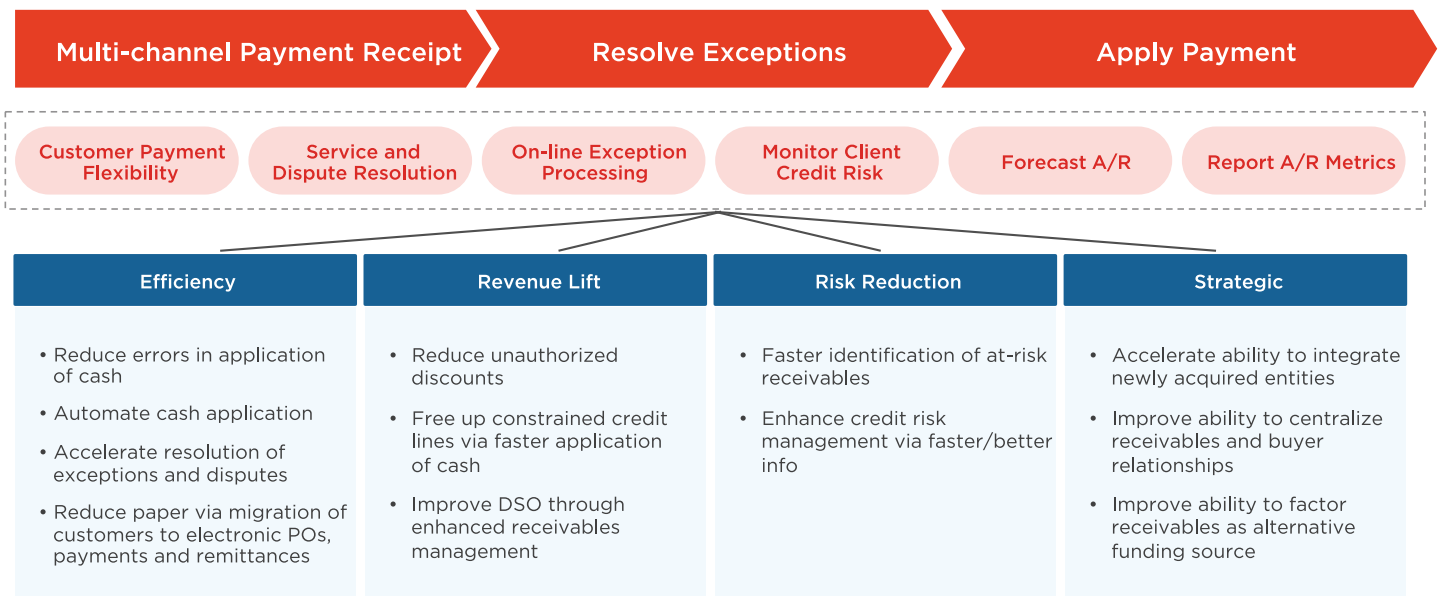 Multi-channel Payment Receipt
Resolve Exceptions
Apply Payment
Customer Payment
Flexibility
Service and
Dispute Resolution
On-line Exception
Processing
Monitor Client
Credit Risk
Forecast A/R
Report A/R Metrics
Efficiency
• Reduce errors in application
of cash
• Automate cash application
• Accelerate resolution of
exceptions and disputes
• Reduce paper via migration of
customers to electronic POs,
payments and remittances
Revenue Lift
• Reduce unauthorized
discounts
• Free up constrained credit
lines via faster application
of cash
• Improve DSO through
enhanced receivables
management
Risk Reduction
• Faster identification of at-risk
receivables
• Enhance credit risk
management via faster/better
info
Strategic
• Accelerate ability to integrate
newly acquired entities
• Improve ability to centralize
receivables and buyer
relationships
• Improve ability to factor
receivables as alternative
funding source